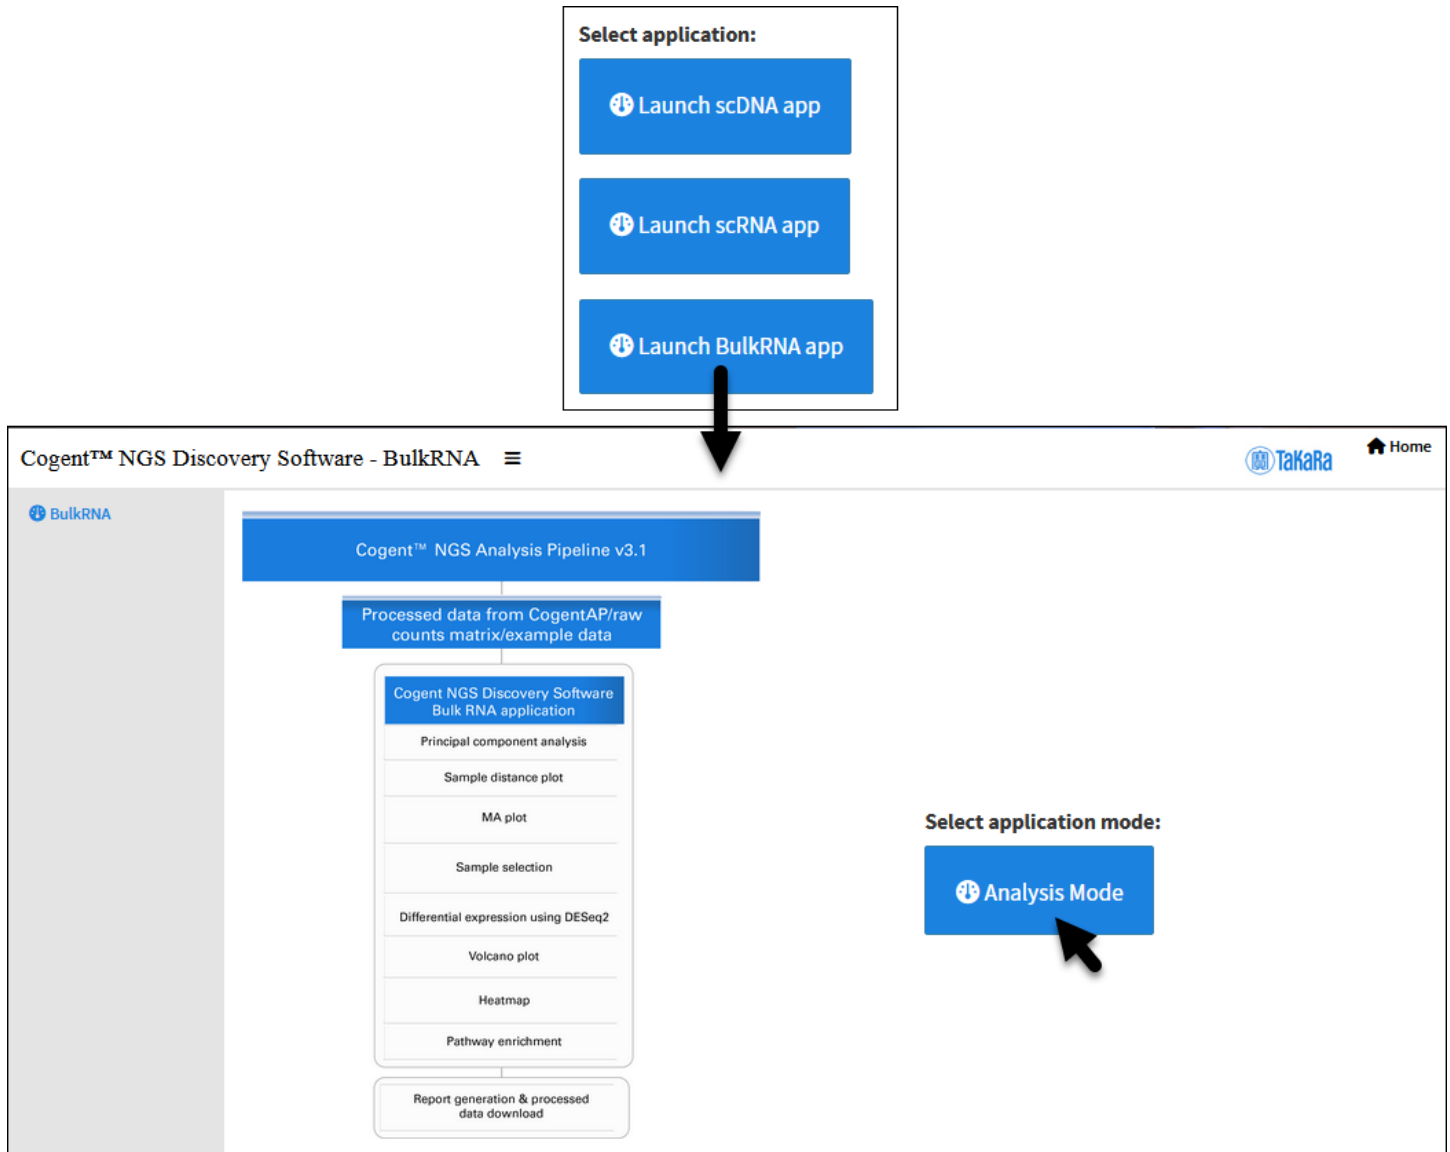 Select application:
Launch scDNA app
Launch scRNA app
Launch BulkRNA app
Cogent™ NGS Discovery Software - BulkRNA
TaKaRa
Home
BulkRNA
Cogent™ NGS Analysis Pipeline v3.1
Processed data from CogentAP/raw
counts matrix/example data
Cogent NGS Discovery Software
Bulk RNA application
Principal component analysis
Sample distance plot
MA plot
Sample selection
Differential expression using DESeq2
Volcano plot
Heatmap
Pathway enrichment
Report generation & processed
data download
Select application mode:
Analysis Mode